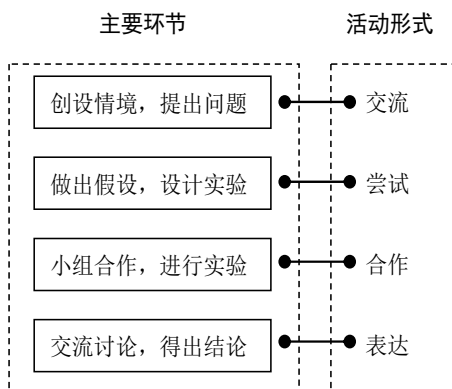 主要环节 活动形式
创设情境，提出问题 交流
做出假设，设计实验 尝试
小组合作，进行实验 合作
交流讨论，得出结论 表达